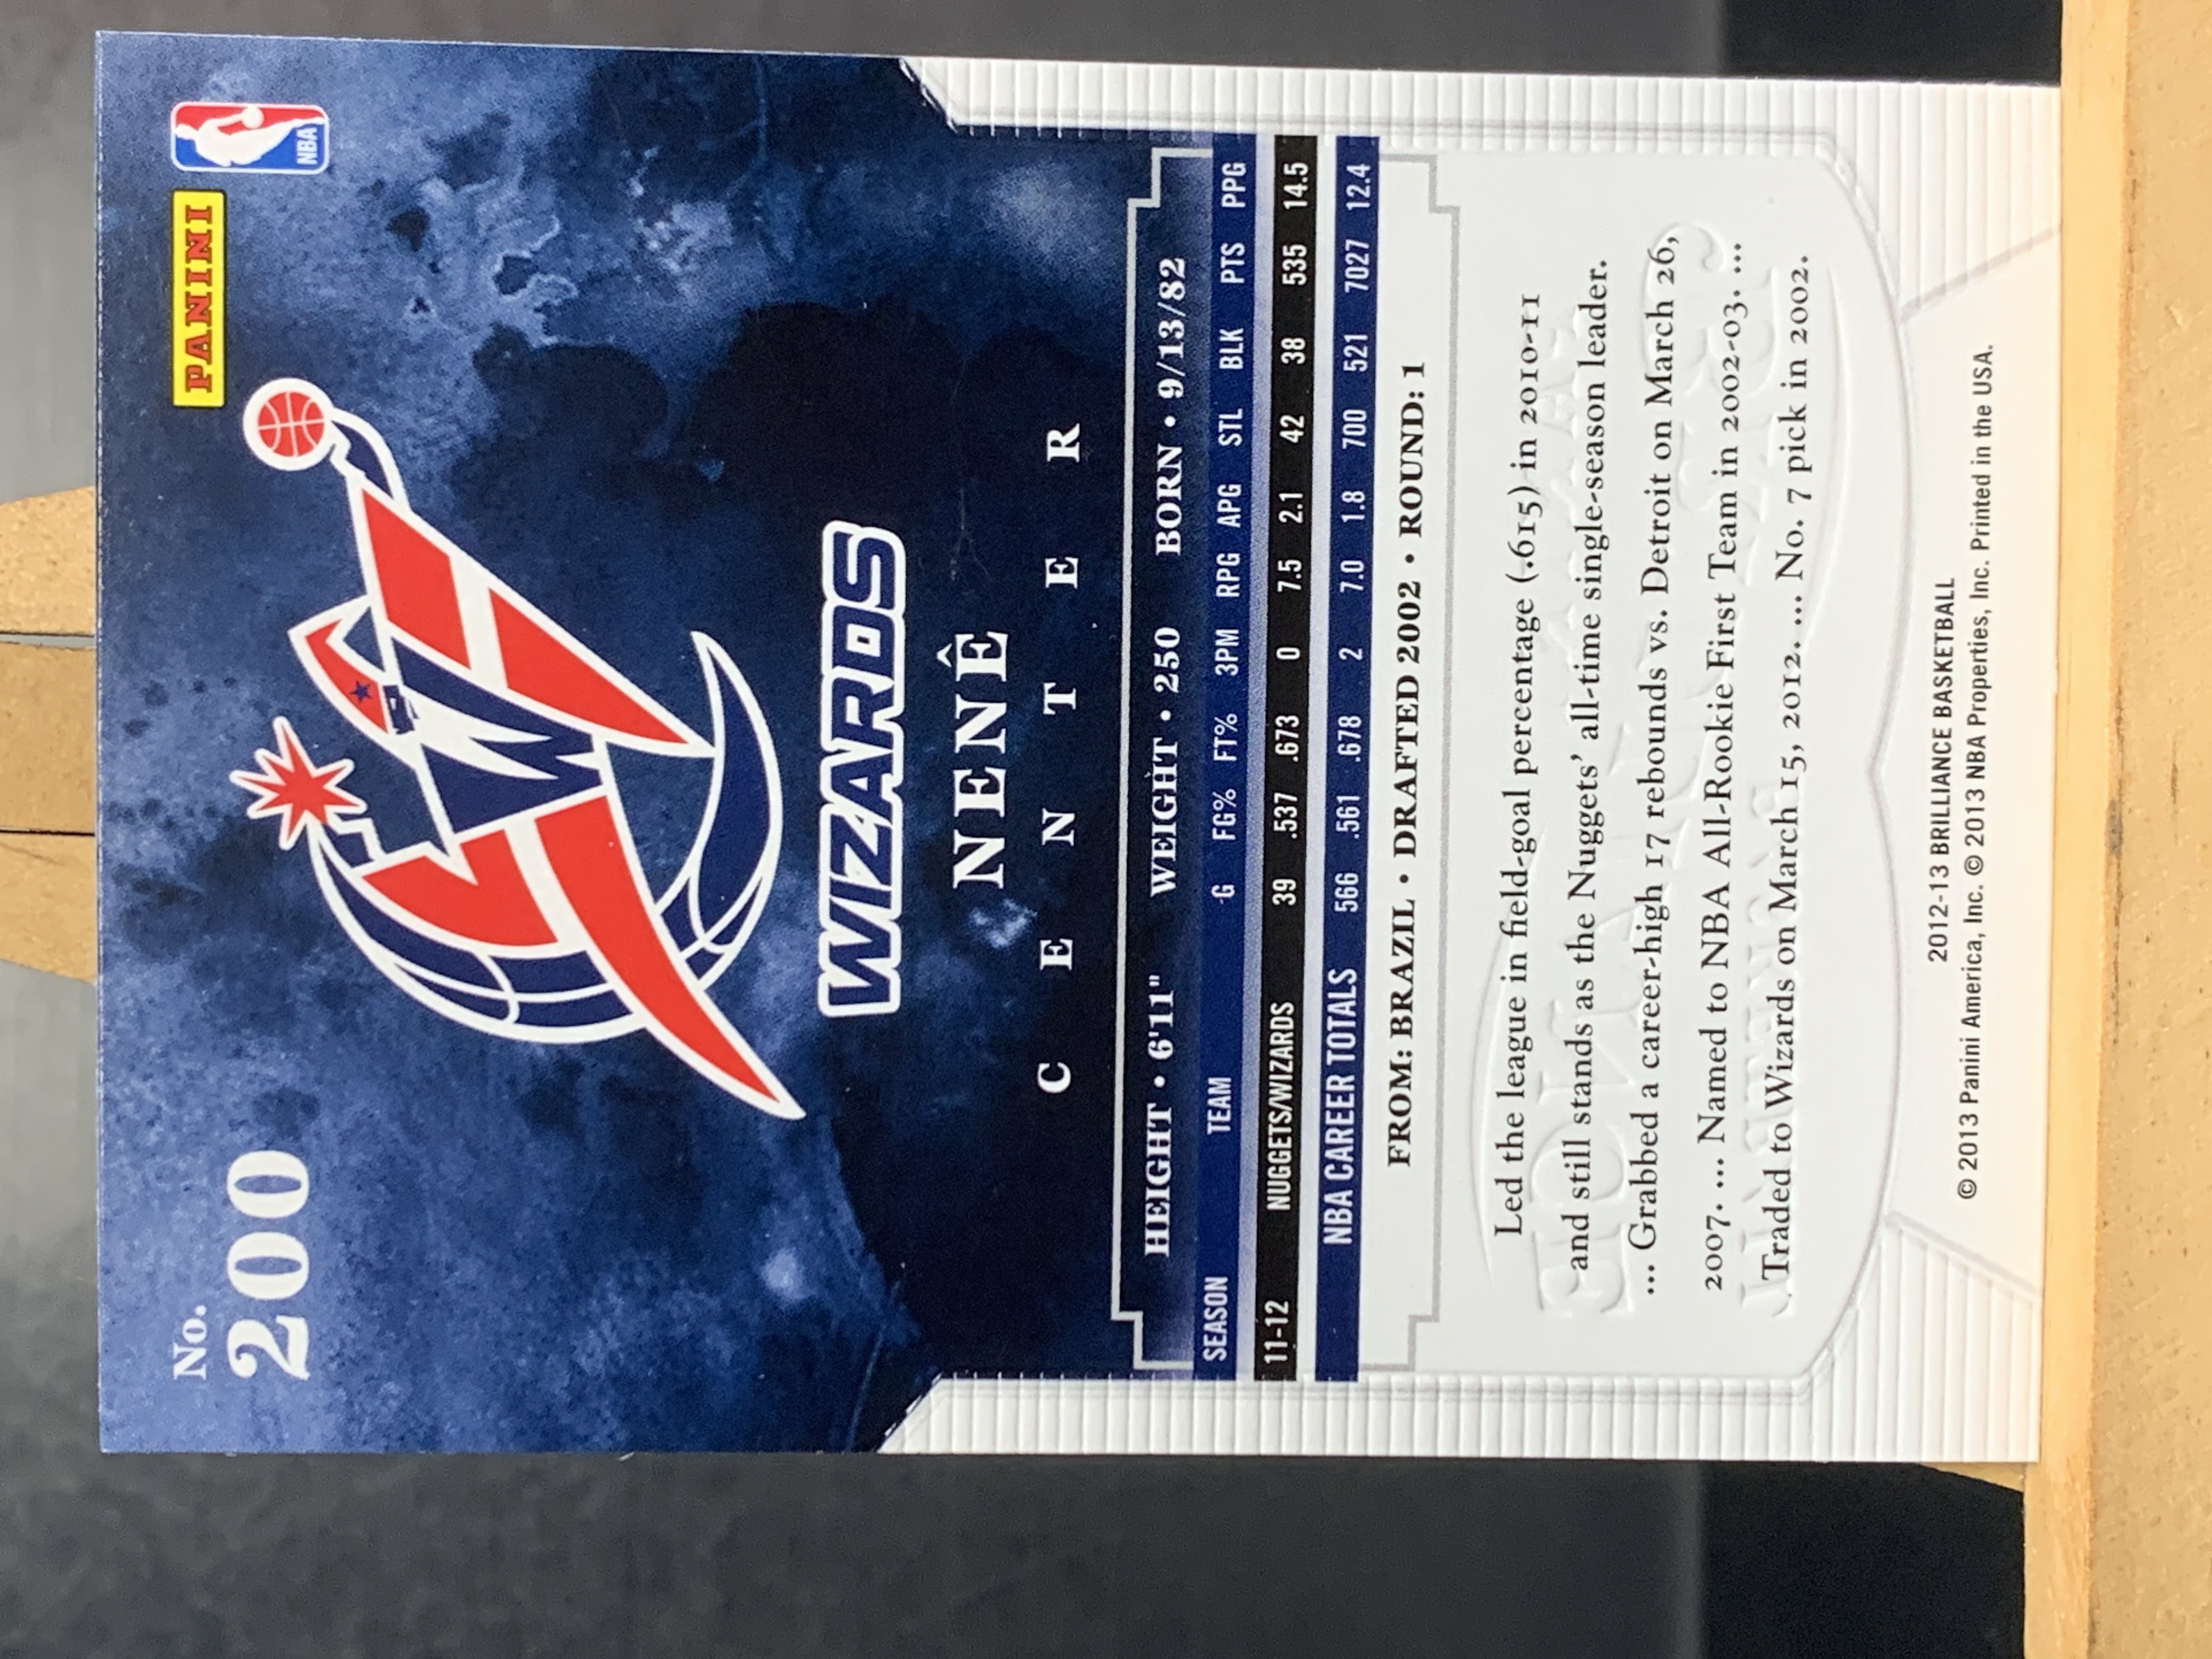 No.
200
PANINI
NBA
W
WIZARDS
NENÊ
CENTER
HEIGHT • 6'11" WEIGHT • 250 BORN • 9/13/82
SEASON TEAM G FG% FT% 3PM RPG APG STL BLK PTS PPG
11-12 NUGGETS/WIZARDS 39 .537 .673 0 7.5 2.1 42 38 535 14.5
NBA CAREER TOTALS 566 .561 .678 2 7.0 1.8 700 521 7027 12.4
FROM: BRAZIL • DRAFTED 2002 • ROUND: 1
Led the league in field-goal percentage (.615) in 2010-11
and still stands as the Nuggets' all-time single-season leader.
... Grabbed a career-high 17 rebounds vs. Detroit on March 26,
2007. ... Named to NBA All-Rookie First Team in 2002-03. ...
Traded to Wizards on March 15, 2012. ... No. 7 pick in 2002.
2012-13 BRILLIANCE BASKETBALL
© 2013 Panini America, Inc. © 2013 NBA Properties, Inc. Printed in the USA.